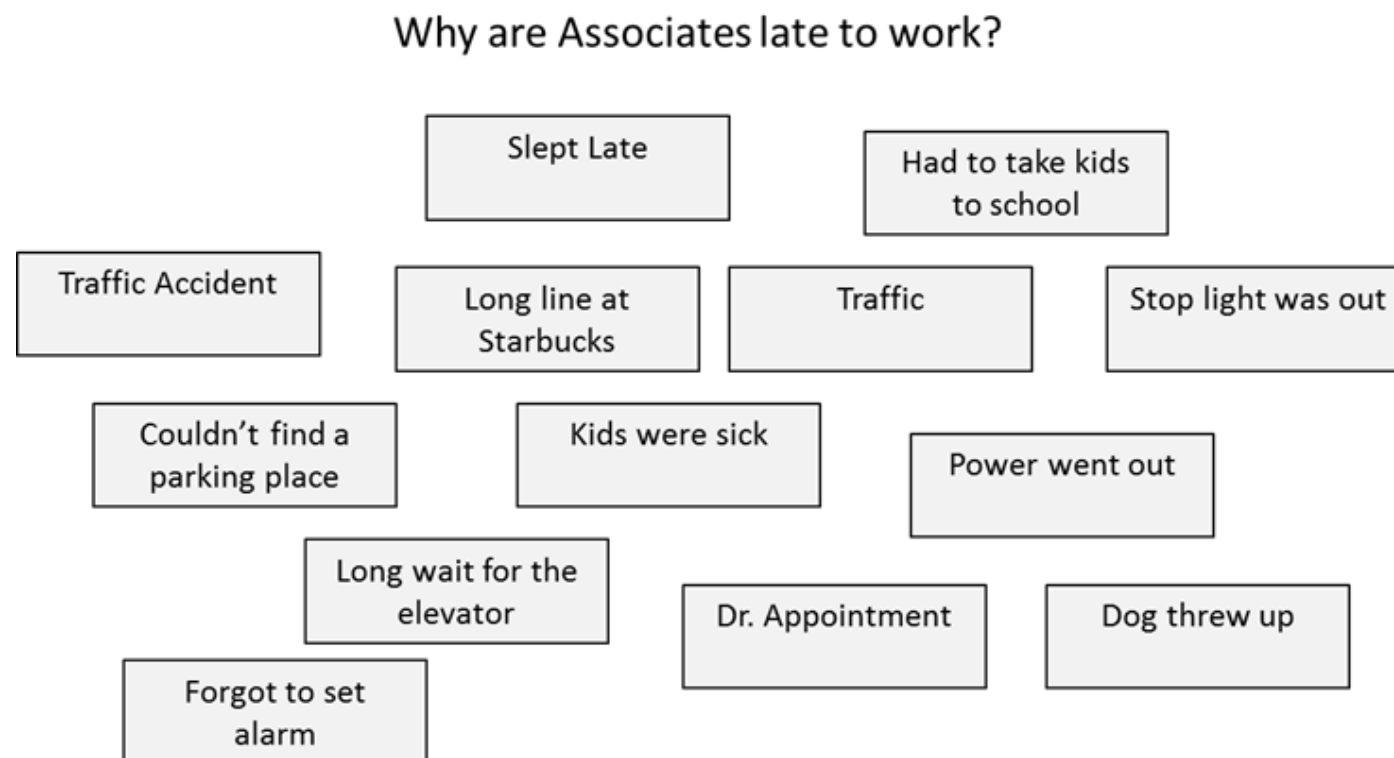 Why are Associates late to work?
Slept Late
Had to take kids
to school
Traffic Accident
Long line at
Starbucks
Traffic
Stop light was out
Couldn’t find a
parking place
Kids were sick
Power went out
Long wait for the
elevator
Dr. Appointment
Dog threw up
Forgot to set
alarm